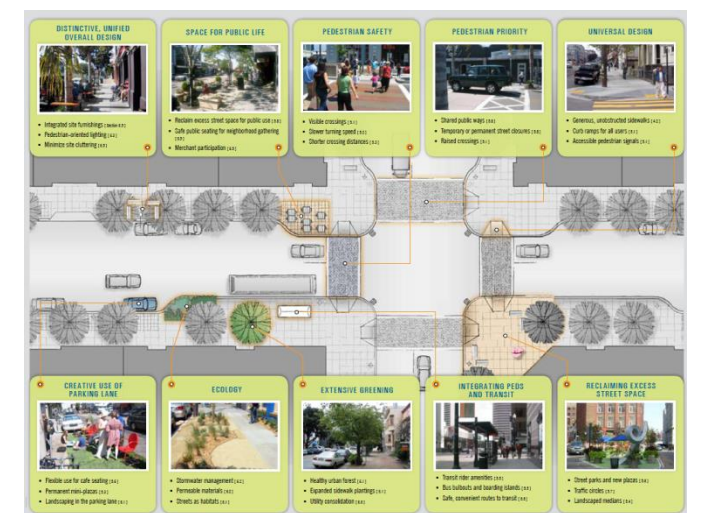 DISTINCTIVE, UNIFIED
OVERALL DESIGN
• Integrated site furnishings
• Pedestrian-oriented lighting
• Minimize site cluttering
SPACE FOR PUBLIC LIFE
• Reclaim excess street space for public use
• Safe public seating for neighborhood gathering
• Merchant participation
PEDESTRIAN SAFETY
• Visible crossings
• Slower turning speed
• Shorter crossing distances
PEDESTRIAN PRIORITY
• Shared public ways
• Temporary or permanent street closures
• Raised crossings
UNIVERSAL DESIGN
• Generous, unobstructed sidewalks
• Curb ramps for all users
• Accessible pedestrian signals
CREATIVE USE OF
PARKING LANE
• Flexible use for cafe seating
• Permanent mini-plazas
• Landscaping in the parking lane
ECOLOGY
• Stormwater management
• Permeable materials
• Streets as habitats
EXTENSIVE GREENING
• Healthy urban forest
• Expanded sidewalk plantings
• Utility consolidation
INTEGRATING PEDS
AND TRANSIT
• Transit rider amenities
• Bus bulbouts and boarding islands
• Safe, convenient routes to transit
RECLAIMING EXCESS
STREET SPACE
• Street parks and new plazas
• Traffic circles
• Landscaped medians